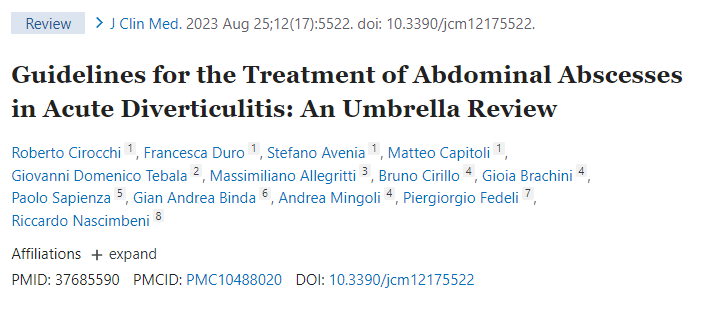 Review > J Clin Med. 2023 Aug 25;12(17):5522. doi: 10.3390/jcm12175522.
Guidelines for the Treatment of Abdominal Abscesses
in Acute Diverticulitis: An Umbrella Review
Roberto Cirocchi 1, Francesca Duro 1, Stefano Avenia 1, Matteo Capitoli 1,
Giovanni Domenico Tebala 2, Massimiliano Allegritti 3, Bruno Cirillo 4, Gioia Brachini 4,
Paolo Sapienza 5, Gian Andrea Binda 6, Andrea Mingoli 4, Piergiorgio Fedeli 7,
Riccardo Nascimbeni 8
Affiliations + expand
PMID: 37685590 PMCID: PMC10488020 DOI: 10.3390/jcm12175522